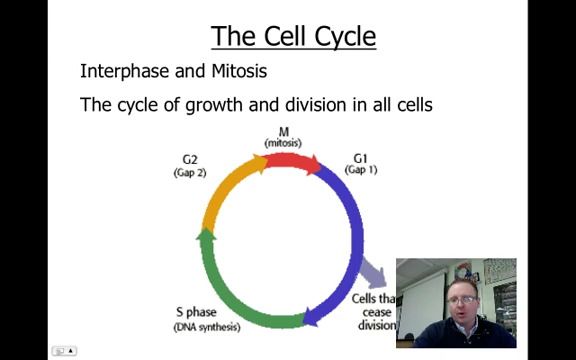 The Cell Cycle
Interphase and Mitosis
The cycle of growth and division in all cells
M
(mitosis)
G2
(Gap 2)
G1
(Gap 1)
S phase
(DNA synthesis)
Cells tha
cease
division